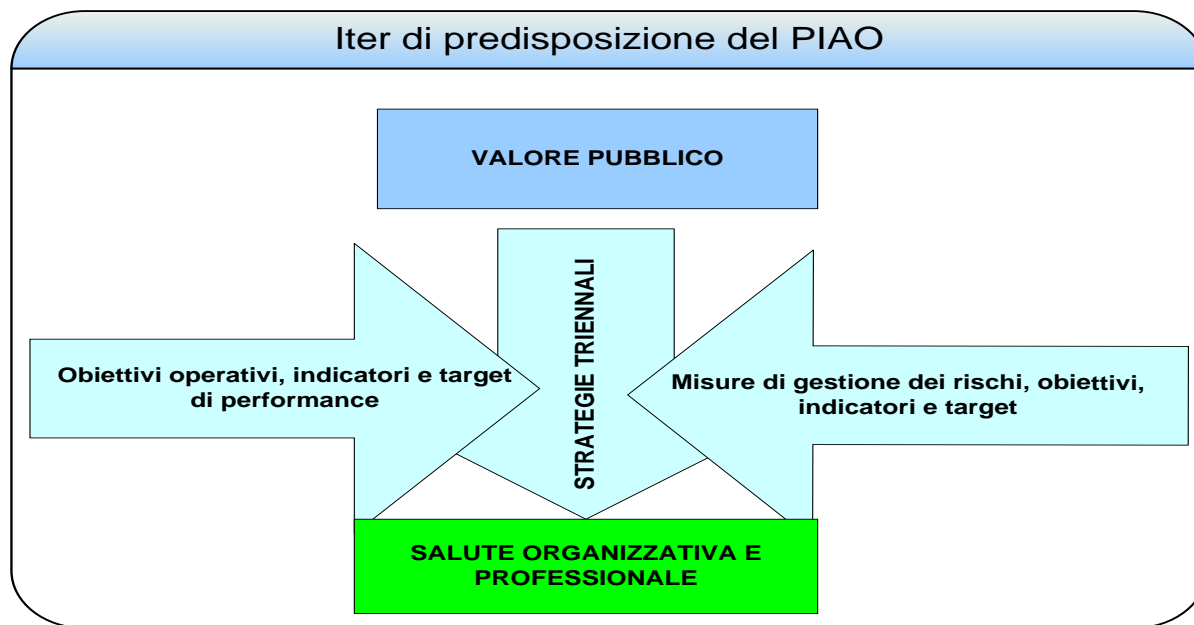 Iter di predisposizione del PIAO
VALORE PUBBLICO
STRATEGIE TRIENNALI
Obiettivi operativi, indicatori e target
di performance
Misure di gestione dei rischi, obiettivi,
indicatori e target
SALUTE ORGANIZZATIVA E
PROFESSIONALE